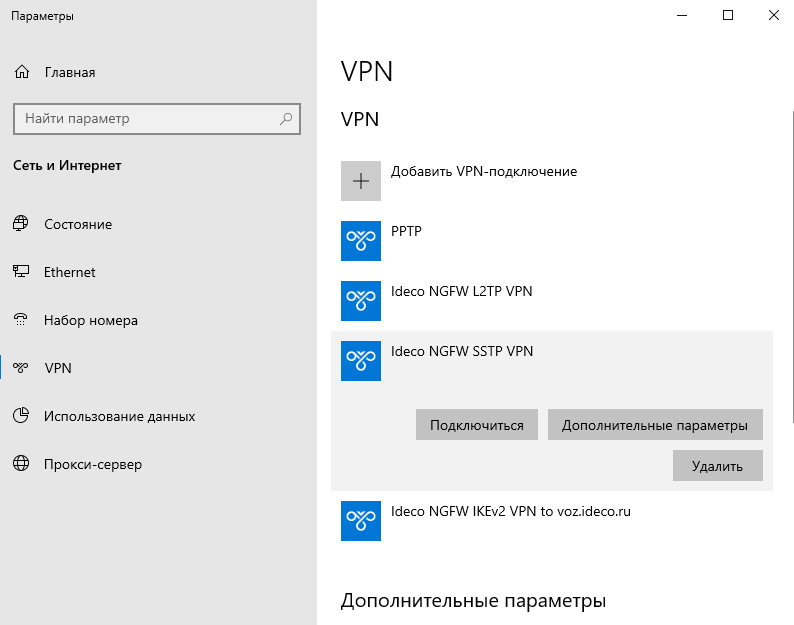 Параметры
Главная
Найти параметр
Сеть и Интернет
Состояние
Ethernet
Набор номера
VPN
Использование данных
Прокси-сервер
VPN
VPN
Добавить VPN-подключение
PPTP
Ideco NGFW L2TP VPN
Ideco NGFW SSTP VPN
Подключиться
Дополнительные параметры
Удалить
Ideco NGFW IKEv2 VPN to voz.ideco.ru
Дополнительные параметры